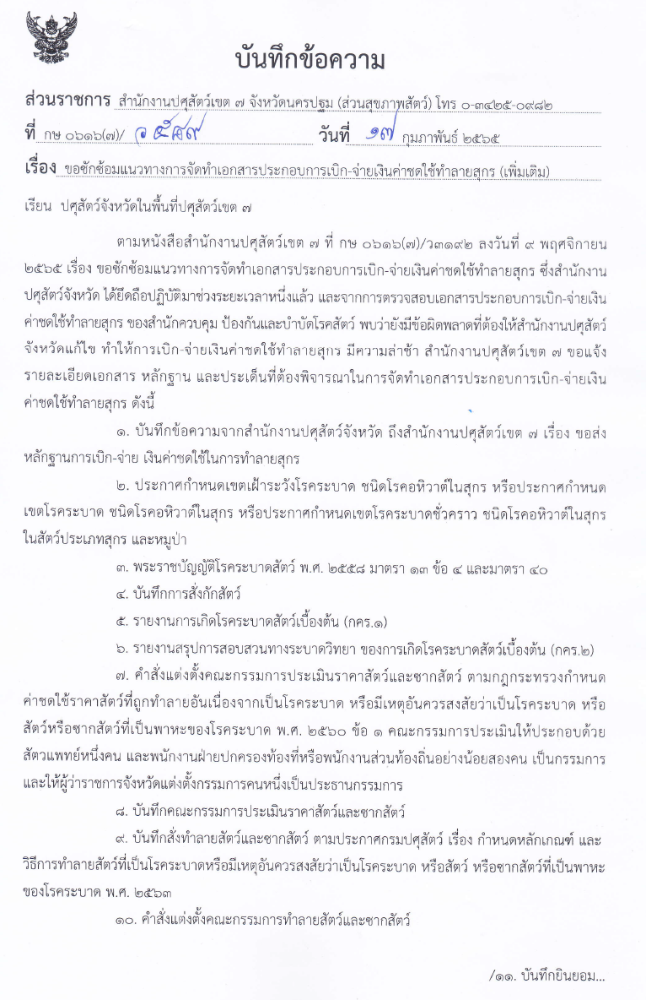 บันทึกข้อความ
ส่วนราชการ สำนักงานปศุสัตว์เขต ๗ จังหวัดนครปฐม (ส่วนสุขภาพสัตว์) โทร ๐-๓๔๒๕-๐๙๘๒
ที่ กษ ๐๖๑๖(๗)/ วันที่ ๑๗ กุมภาพันธ์ ๒๕๖๕
เรื่อง ขอซักซ้อมแนวทางการจัดทำเอกสารประกอบการเบิก-จ่ายเงินค่าชดใช้ทำลายสุกร (เพิ่มเติม)
เรียน ปศุสัตว์จังหวัดในพื้นที่ปศุสัตว์เขต ๗
ตามหนังสือสำนักงานปศุสัตว์เขต ๗ ที่ กษ ๐๖๑๖(๗)/ว๓๑๙๒ ลงวันที่ ๙ พฤศจิกายน
๒๕๖๕ เรื่อง ขอซักซ้อมแนวทางการจัดทำเอกสารประกอบการเบิก-จ่ายเงินค่าชดใช้ทำลายสุกร ซึ่งสำนักงาน
ปศุสัตว์จังหวัด ได้ยึดถือปฏิบัติมาช่วงระยะเวลาหนึ่งแล้ว และจากการตรวจสอบเอกสารประกอบการเบิก-จ่ายเงิน
ค่าชดใช้ทำลายสุกร ของสำนักควบคุม ป้องกันและบำบัดโรคสัตว์ พบว่ายังมีข้อผิดพลาดที่ต้องให้สำนักงานปศุสัตว์
จังหวัดแก้ไข ทำให้การเบิก-จ่ายเงินค่าชดใช้ทำลายสุกร มีความล่าช้า สำนักงานปศุสัตว์เขต ๗ ขอแจ้ง
รายละเอียดเอกสาร หลักฐาน และประเด็นที่ต้องพิจารณาในการจัดทำเอกสารประกอบการเบิก-จ่ายเงิน
ค่าชดใช้ทำลายสุกร ดังนี้
๑. บันทึกข้อความจากสำนักงานปศุสัตว์จังหวัด ถึงสำนักงานปศุสัตว์เขต ๗ เรื่อง ขอส่ง
หลักฐานการเบิก-จ่าย เงินค่าชดใช้ในการทำลายสุกร
๒. ประกาศกำหนดเขตเฝ้าระวังโรคระบาด ชนิดโรคอหิวาต์ในสุกร หรือประกาศกำหนด
เขตโรคระบาด ชนิดโรคอหิวาต์ในสุกร หรือประกาศกำหนดเขตโรคระบาดชั่วคราว ชนิดโรคอหิวาต์ในสุกร
ในสัตว์ประเภทสุกร และหมูป่า
๓. พระราชบัญญัติโรคระบาดสัตว์ พ.ศ. ๒๕๕๘ มาตรา ๑๓ ข้อ ๔ และมาตรา ๔๐
๔. บันทึกการสั่งกักสัตว์
๕. รายงานการเกิดโรคระบาดสัตว์เบื้องต้น (กคร.๑)
๖. รายงานสรุปการสอบสวนทางระบาดวิทยา ของการเกิดโรคระบาดสัตว์เบื้องต้น (กคร.๒)
๗. คำสั่งแต่งตั้งคณะกรรมการประเมินราคาสัตว์และซากสัตว์ ตามกฎกระทรวงกำหนด
ค่าชดใช้ราคาสัตว์ที่ถูกทำลายอันเนื่องจากเป็นโรคระบาด หรือมีเหตุอันควรสงสัยว่าเป็นโรคระบาด หรือ
สัตว์หรือซากสัตว์ที่เป็นพาหะของโรคระบาด พ.ศ. ๒๕๖๐ ข้อ ๑ คณะกรรมการประเมินให้ประกอบด้วย
สัตวแพทย์หนึ่งคน และพนักงานฝ่ายปกครองท้องที่หรือพนักงานส่วนท้องถิ่นอย่างน้อยสองคน เป็นกรรมการ
และให้ผู้ว่าราชการจังหวัดแต่งตั้งกรรมการคนหนึ่งเป็นประธานกรรมการ
๘. บันทึกคณะกรรมการประเมินราคาสัตว์และซากสัตว์
๙. บันทึกสั่งทำลายสัตว์และซากสัตว์ ตามประกาศกรมปศุสัตว์ เรื่อง กำหนดหลักเกณฑ์ และ
วิธีการทำลายสัตว์ที่เป็นโรคระบาดหรือมีเหตุอันควรสงสัยว่าเป็นโรคระบาด หรือสัตว์ หรือซากสัตว์ที่เป็นพาหะ
ของโรคระบาด พ.ศ. ๒๕๖๓
๑๐. คำสั่งแต่งตั้งคณะกรรมการทำลายสัตว์และซากสัตว์
/๑๑. บันทึกยินยอม...